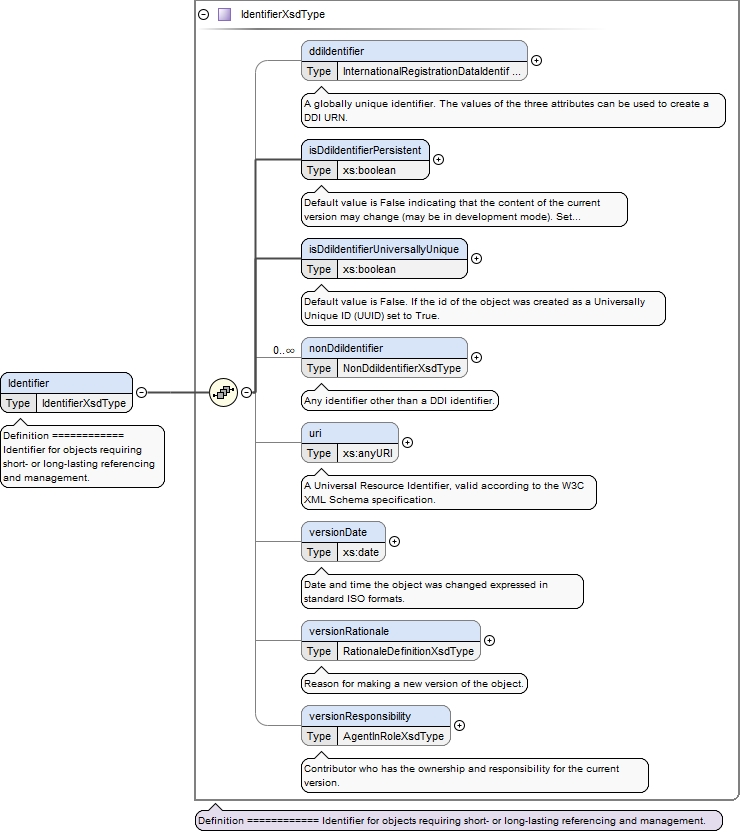 IdentifierXsdType
ddiIdentifier
Type InternationalRegistrationDataIdentif ...
A globally unique identifier. The values of the three attributes can be used to create a
DDI URN.
isDdiIdentifierPersistent
Type xs:boolean
Default value is False indicating that the content of the current
version may change (may be in development mode). Set...
isDdiIdentifierUniversallyUnique
Type xs:boolean
Default value is False. If the id of the object was created as a Universally
Unique ID (UUID) set to True.
0..∞
nonDdiIdentifier
Type NonDdiIdentifierXsdType
Any identifier other than a DDI identifier.
Identifier
Type IdentifierXsdType
Definition ============
Identifier for objects requiring
short- or long-lasting referencing
and management.
uri
Type xs:anyURI
A Universal Resource Identifier, valid according to the W3C
XML Schema specification.
versionDate
Type xs:date
Date and time the object was changed expressed in
standard ISO formats.
versionRationale
Type RationaleDefinitionXsdType
Reason for making a new version of the object.
versionResponsibility
Type AgentInRoleXsdType
Contributor who has the ownership and responsibility for the current
version.
Definition ============ Identifier for objects requiring short- or long-lasting referencing and management.